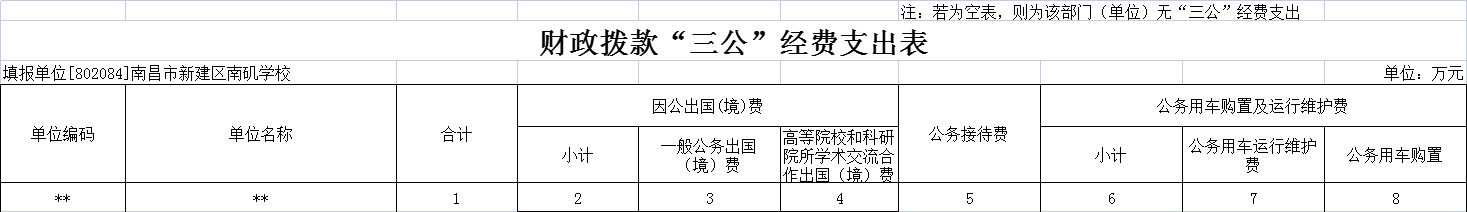 注：若为空表，则为该部门（单位）无“三公”经费支出
财政拨款“三公”经费支出表
填报单位[802084]南昌市新建区南矶学校 单位：万元
单位编码 单位名称 合计 因公出国(境)费 公务接待费 公务用车购置及运行维护费
小计 一般公务出国（境）费 高等院校和科研院所学术交流合作出国（境）费 小计 公务用车运行维护费 公务用车购置
** ** 1 2 3 4 5 6 7 8